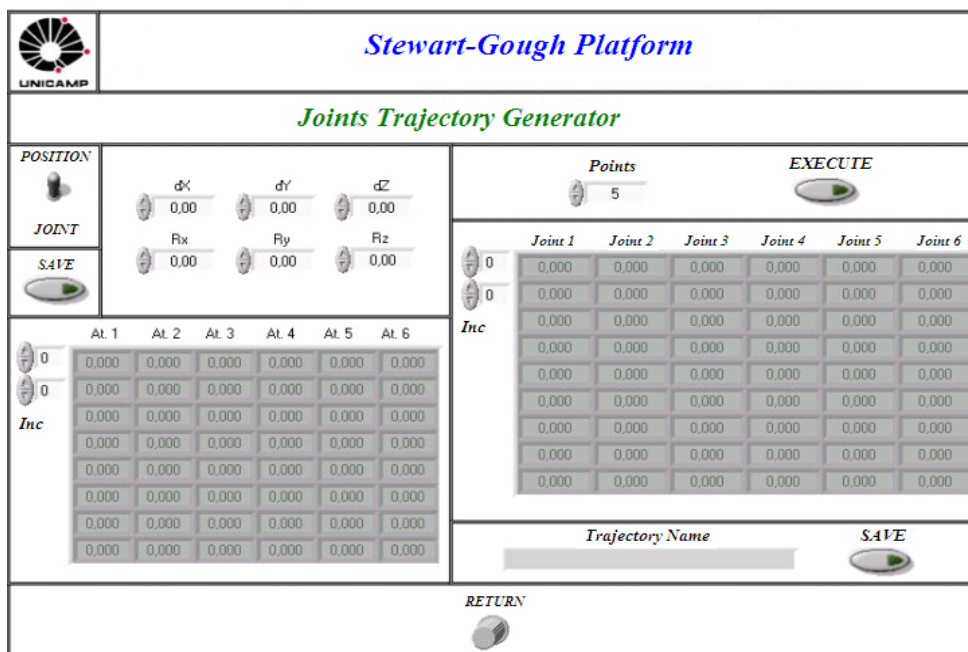 UNICAMP
Stewart-Gough Platform
Joints Trajectory Generator
POSITION
JOINT
SAVE
dX dY dZ
0,00 0,00 0,00
Rx Ry Rz
0,00 0,00 0,00
Points
5
EXECUTE
At. 1 At. 2 At. 3 At. 4 At. 5 At. 6
0
0
Inc
0,000 0,000 0,000 0,000 0,000 0,000
0,000 0,000 0,000 0,000 0,000 0,000
0,000 0,000 0,000 0,000 0,000 0,000
0,000 0,000 0,000 0,000 0,000 0,000
0,000 0,000 0,000 0,000 0,000 0,000
0,000 0,000 0,000 0,000 0,000 0,000
0,000 0,000 0,000 0,000 0,000 0,000
0,000 0,000 0,000 0,000 0,000 0,000
Joint 1 Joint 2 Joint 3 Joint 4 Joint 5 Joint 6
0
0
Inc
0,000 0,000 0,000 0,000 0,000 0,000
0,000 0,000 0,000 0,000 0,000 0,000
0,000 0,000 0,000 0,000 0,000 0,000
0,000 0,000 0,000 0,000 0,000 0,000
0,000 0,000 0,000 0,000 0,000 0,000
0,000 0,000 0,000 0,000 0,000 0,000
0,000 0,000 0,000 0,000 0,000 0,000
0,000 0,000 0,000 0,000 0,000 0,000
0,000 0,000 0,000 0,000 0,000 0,000
Trajectory Name
SAVE
RETURN